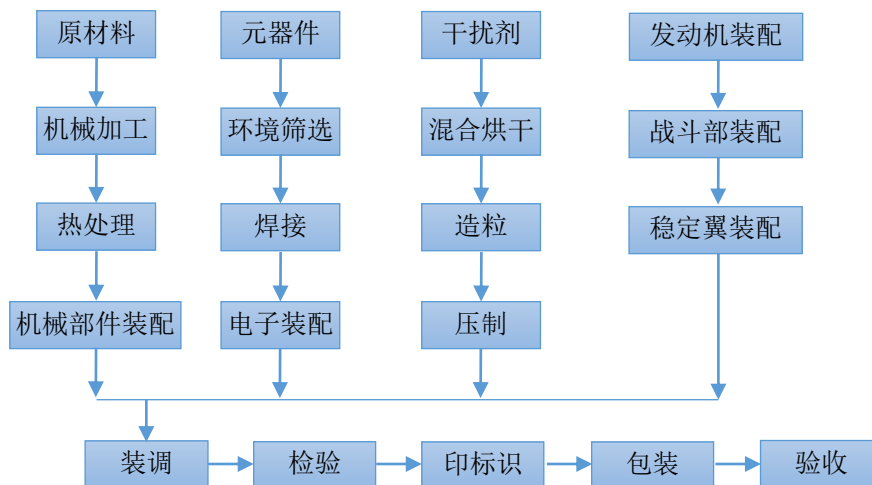 原材料
元器件
干扰剂
发动机装配
机械加工
环境筛选
混合烘干
战斗部装配
热处理
焊接
造粒
稳定翼装配
机械部件装配
电子装配
压制
装调
检验
印标识
包装
验收